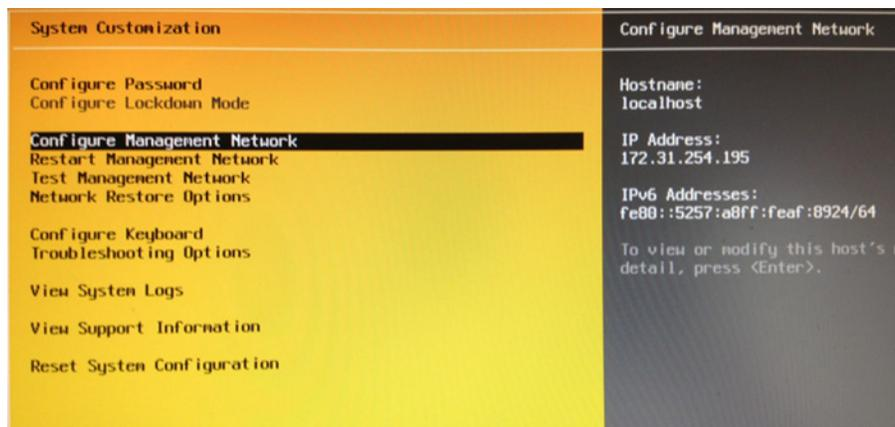 System Customization
Configure Password
Configure Lockdown Mode
Configure Management Network
Restart Management Network
Test Management Network
Network Restore Options
Configure Keyboard
Troubleshooting Options
View System Logs
View Support Information
Reset System Configuration
Configure Management Network
Hostname:
localhost
IP Address:
172.31.254.195
IPv6 Addresses:
fe80::5257:a8ff:feaf:8924/64
To view or modify this host's
detail, press <Enter>.